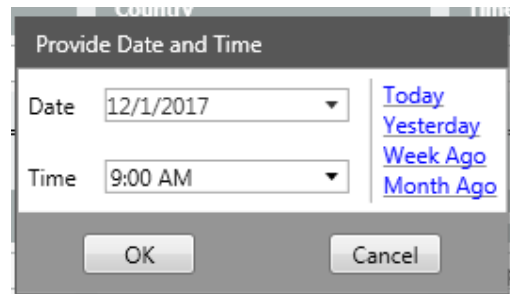 Country
Provide Date and Time
Date 12/1/2017
Time 9:00 AM
Today
Yesterday
Week Ago
Month Ago
OK Cancel